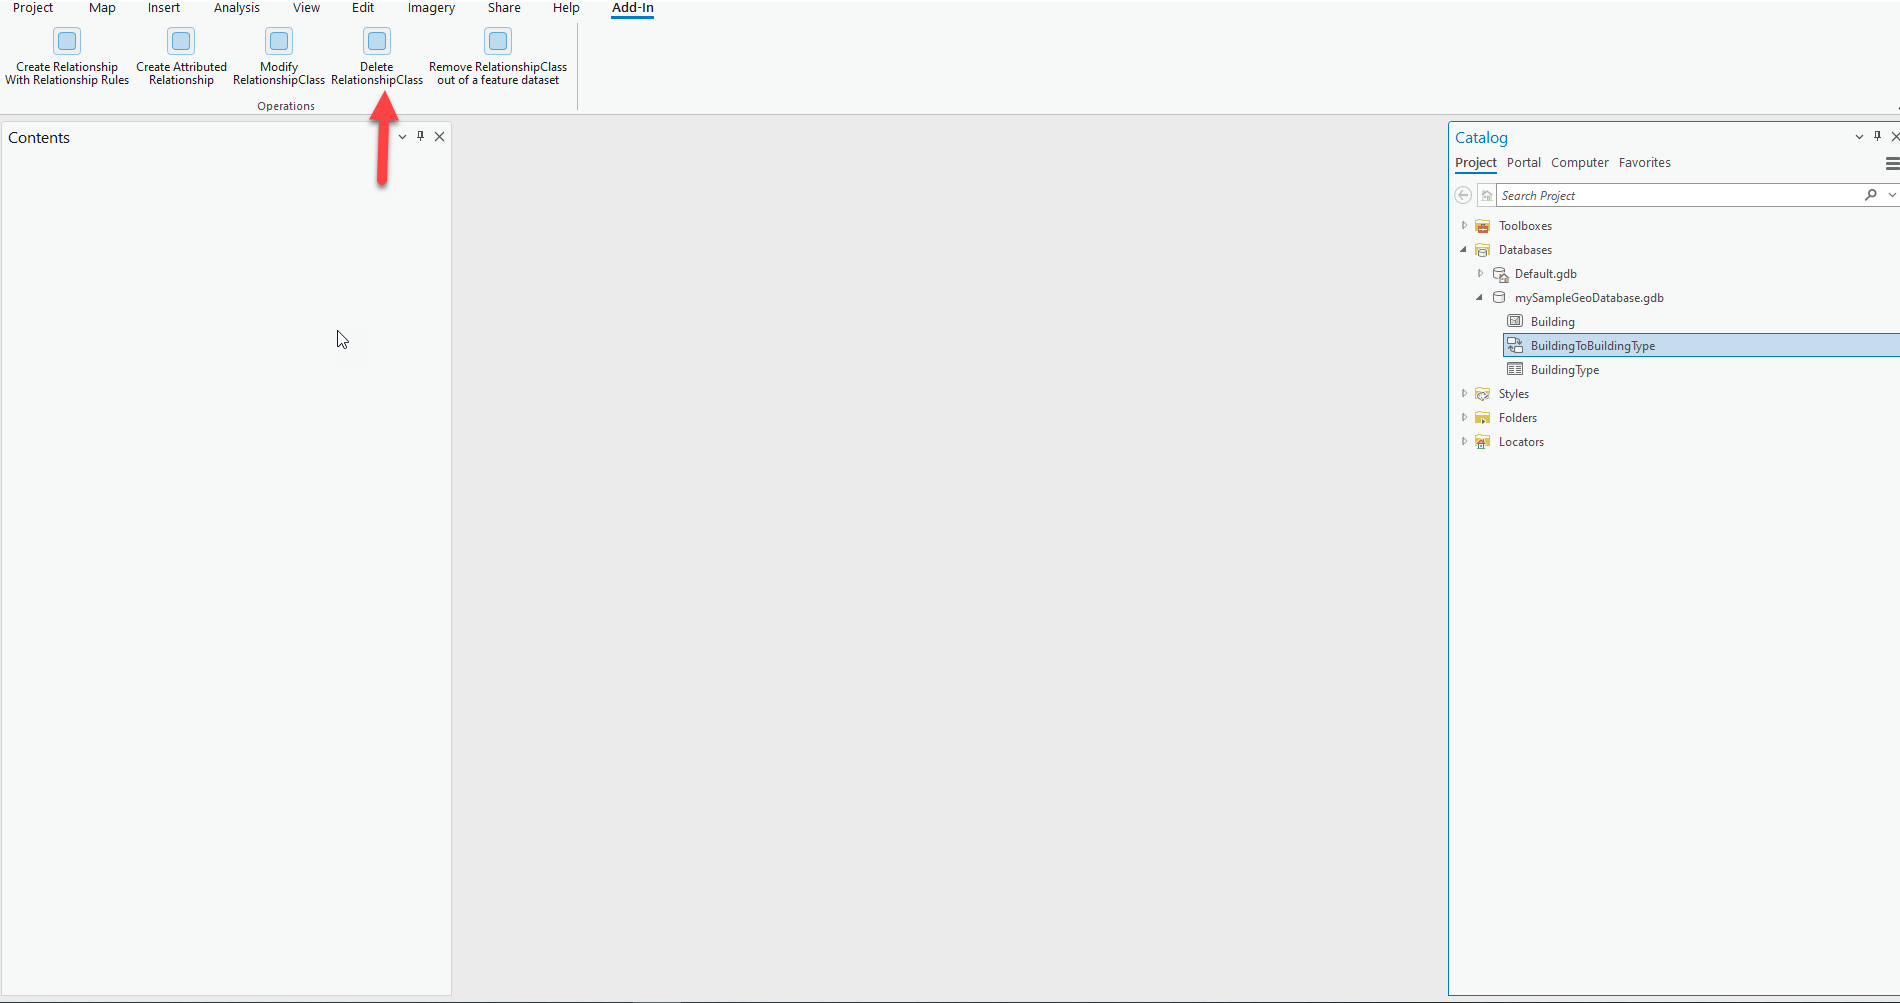 Project Map Insert Analysis View Edit Imagery Share Help Add-In
Create Relationship
With Relationship Rules
Create Attributed
Relationship
Modify
RelationshipClass
Delete
RelationshipClass
Remove RelationshipClass
out of a feature dataset
Operations
Contents
Catalog
Project Portal Computer Favorites
Search Project
Toolboxes
Databases
Default.gdb
mySampleGeoDatabase.gdb
Building
BuildingToBuildingType
BuildingType
Styles
Folders
Locators